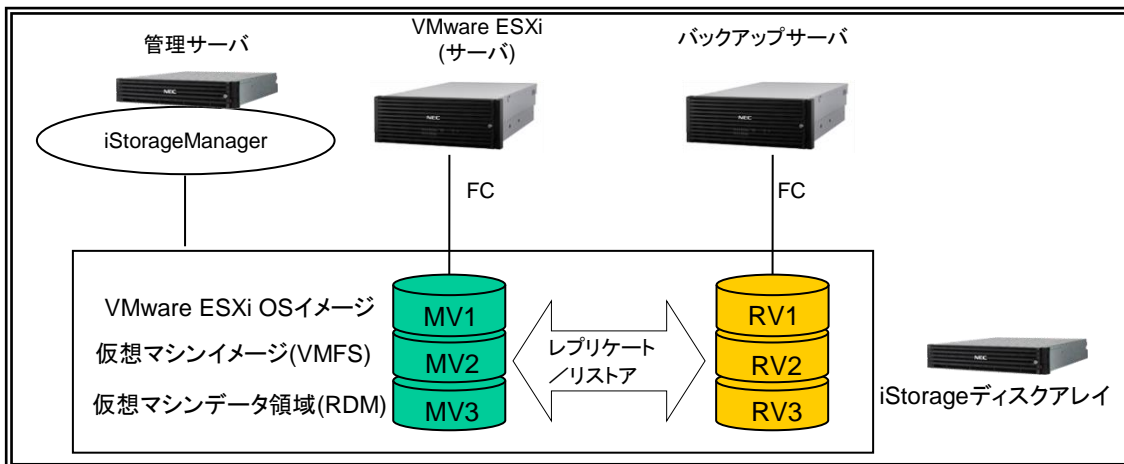 管理サーバ
VMware ESXi
(サーバ)
バックアップサーバ
NEC
NEC
NEC
iStorageManager
FC
FC
VMware ESXi OSイメージ
仮想マシンイメージ(VMFS)
仮想マシンデータ領域(RDM)
MV1
MV2
MV3
レプリケート
／リストア
RV1
RV2
RV3
NEC
iStorageディスクアレイ